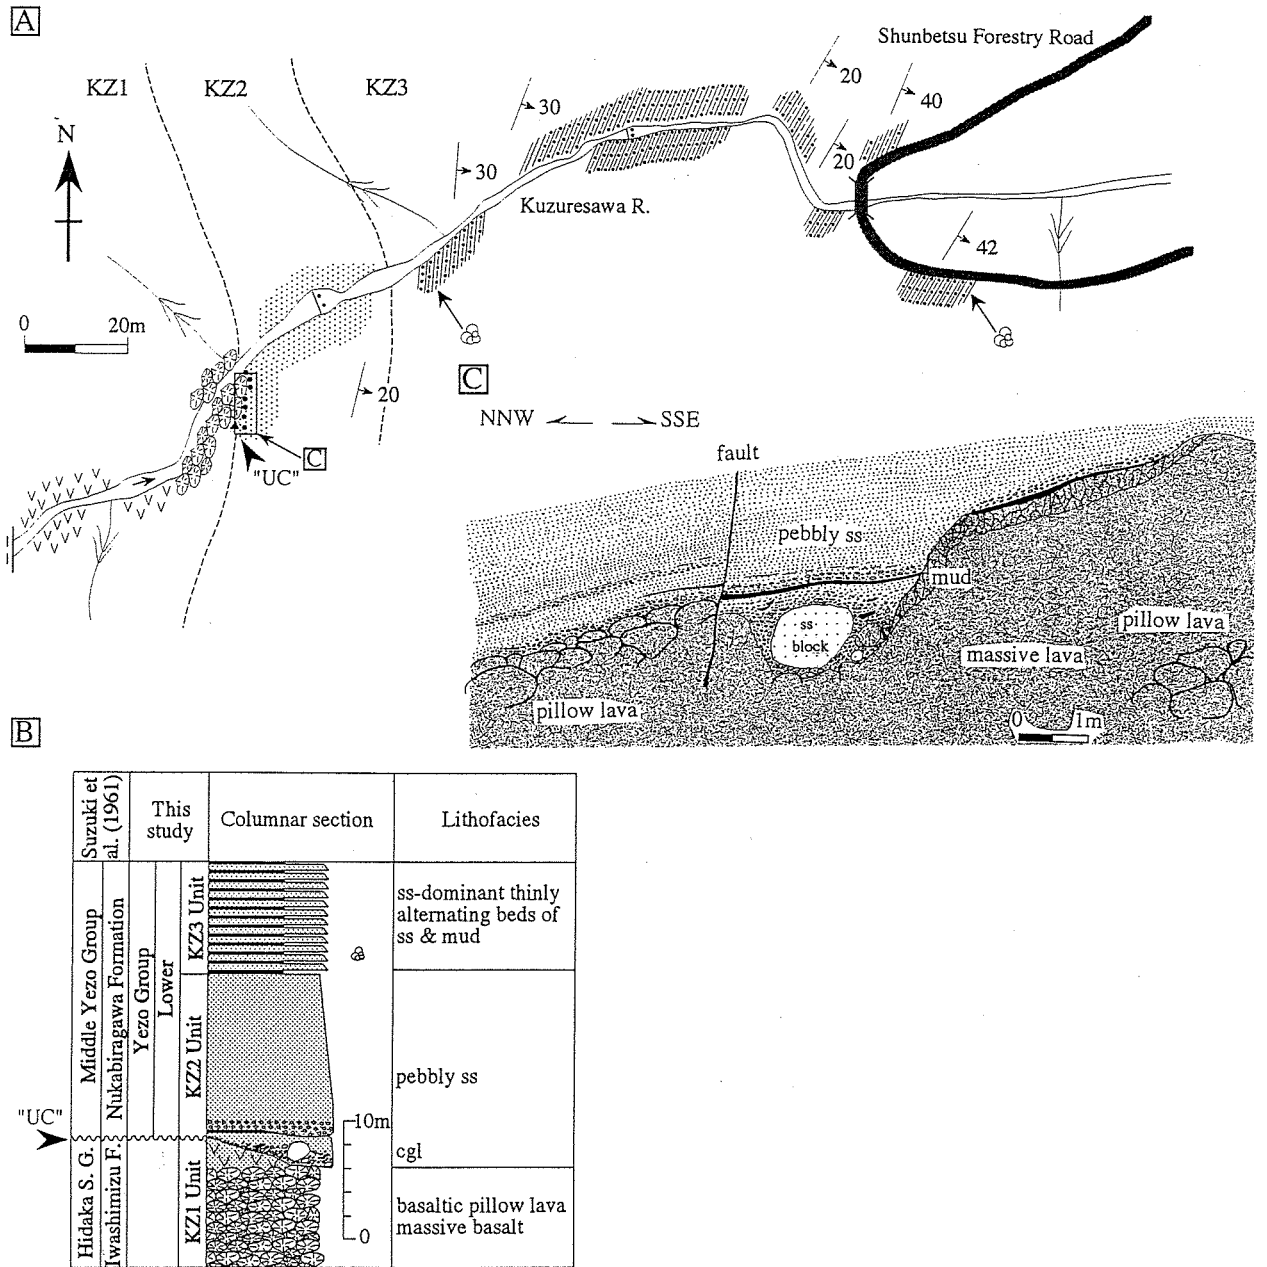 A
Shunbetsu Forestry Road
KZ1
KZ2
KZ3
N
20
40
30
30
20
Kuzuresawa R.
42
0
20m
20
C
"UC"
C
NNW
SSE
fault
pebbly ss
mud
ss
block
pillow lava
massive lava
pillow lava
0
1m
B
Suzuki et
al. (1961)
This
study
Columnar section
Lithofacies
Middle Yezo Group
Nukabiragawa Formation
Yezo Group
Lower
KZ3 Unit
ss-dominant thinly
alternating beds of
ss & mud
KZ2 Unit
pebbly ss
"UC"
10m
cgl
Hidaka S. G.
Iwashimizu F.
KZ1 Unit
basaltic pillow lava
massive basalt
0